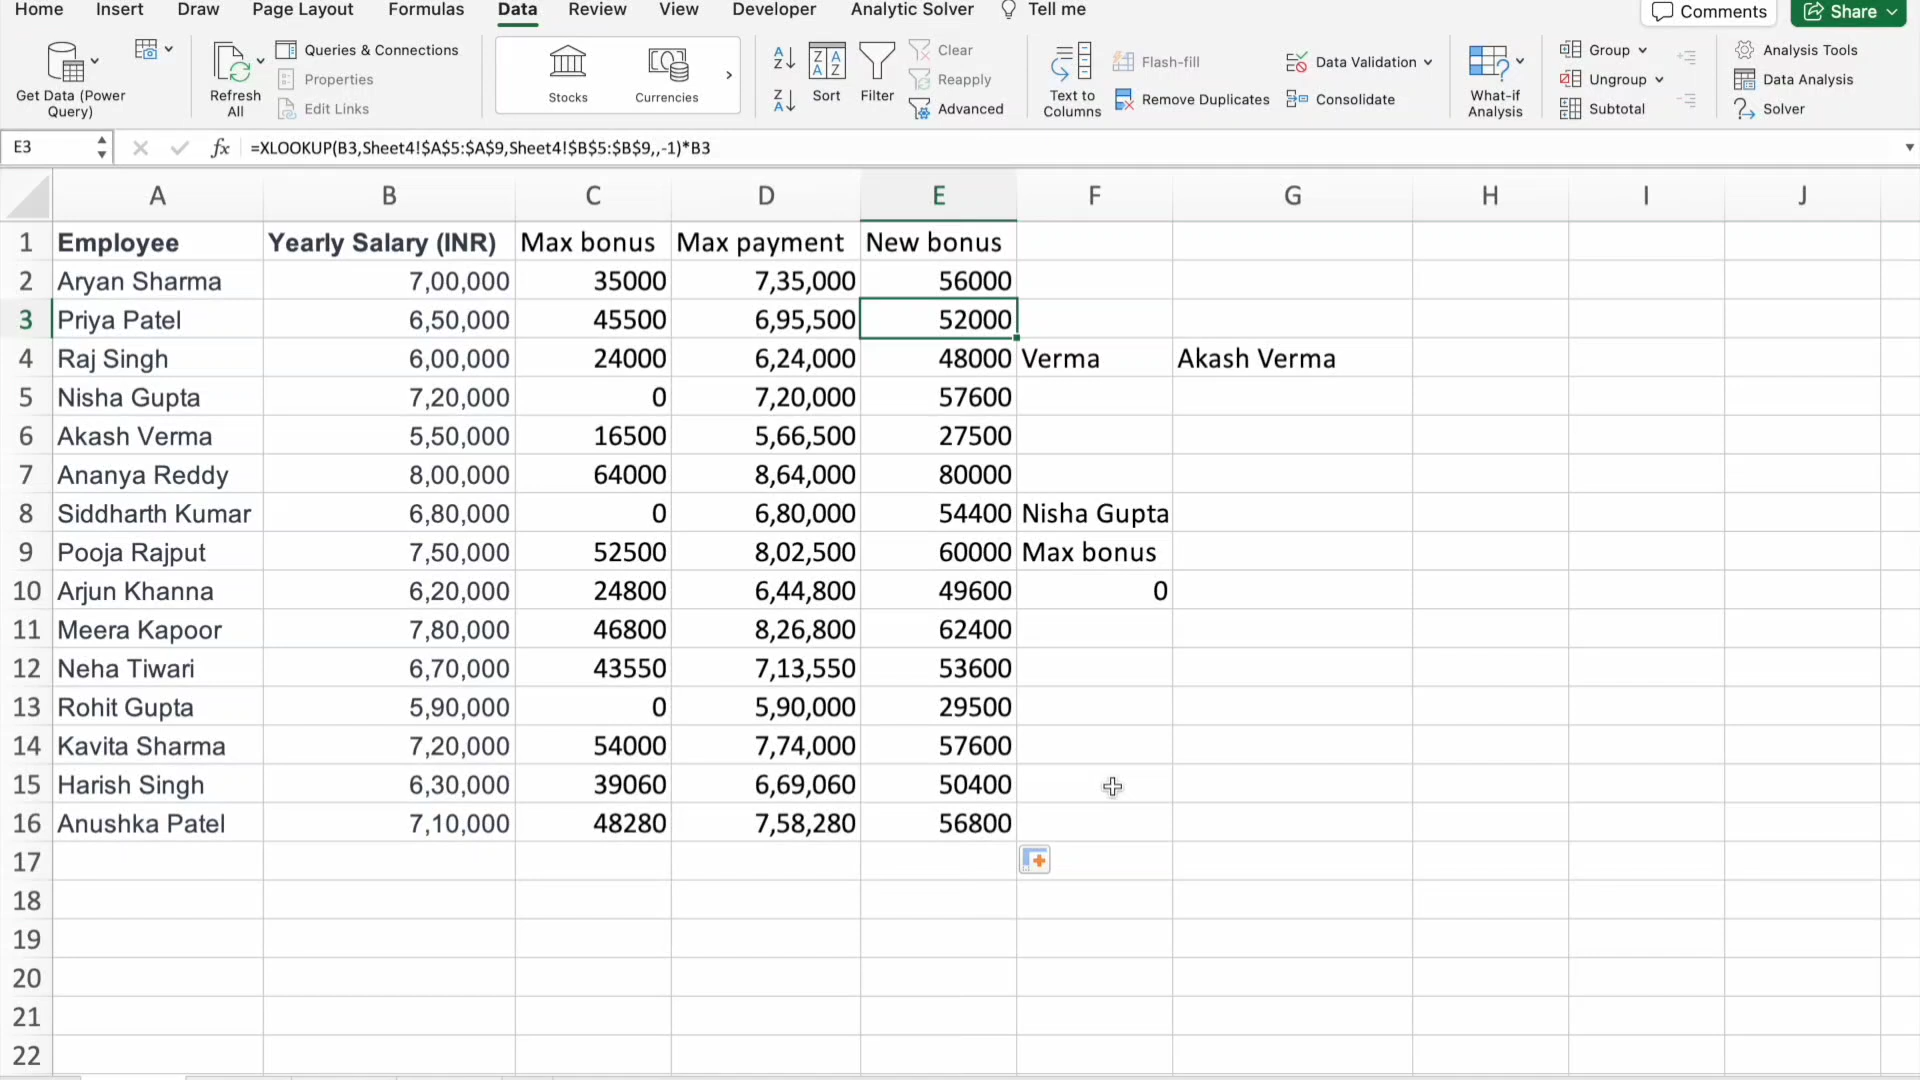 Home Insert Draw Page Layout Formulas Data Review View Developer Analytic Solver Tell me Comments Share
Get Data (Power Query)
Refresh All
Queries & Connections
Properties
Edit Links
Stocks
Currencies
Sort
Filter
Clear
Reapply
Advanced
Text to Columns
Flash-fill
Remove Duplicates
Data Validation
Consolidate
What-if Analysis
Group
Ungroup
Subtotal
Analysis Tools
Data Analysis
Solver
E3 fx =XLOOKUP(B3,Sheet4!$A$5:$A$9,Sheet4!$B$5:$B$9,,-1)*B3
A B C D E F G H I J
1 Employee Yearly Salary (INR) Max bonus Max payment New bonus
2 Aryan Sharma 7,00,000 35000 7,35,000 56000
3 Priya Patel 6,50,000 45500 6,95,500 52000
4 Raj Singh 6,00,000 24000 6,24,000 48000 Verma Akash Verma
5 Nisha Gupta 7,20,000 0 7,20,000 57600
6 Akash Verma 5,50,000 16500 5,66,500 27500
7 Ananya Reddy 8,00,000 64000 8,64,000 80000
8 Siddharth Kumar 6,80,000 0 6,80,000 54400 Nisha Gupta
9 Pooja Rajput 7,50,000 52500 8,02,500 60000 Max bonus
10 Arjun Khanna 6,20,000 24800 6,44,800 49600 0
11 Meera Kapoor 7,80,000 46800 8,26,800 62400
12 Neha Tiwari 6,70,000 43550 7,13,550 53600
13 Rohit Gupta 5,90,000 0 5,90,000 29500
14 Kavita Sharma 7,20,000 54000 7,74,000 57600
15 Harish Singh 6,30,000 39060 6,69,060 50400
16 Anushka Patel 7,10,000 48280 7,58,280 56800
17
18
19
20
21
22